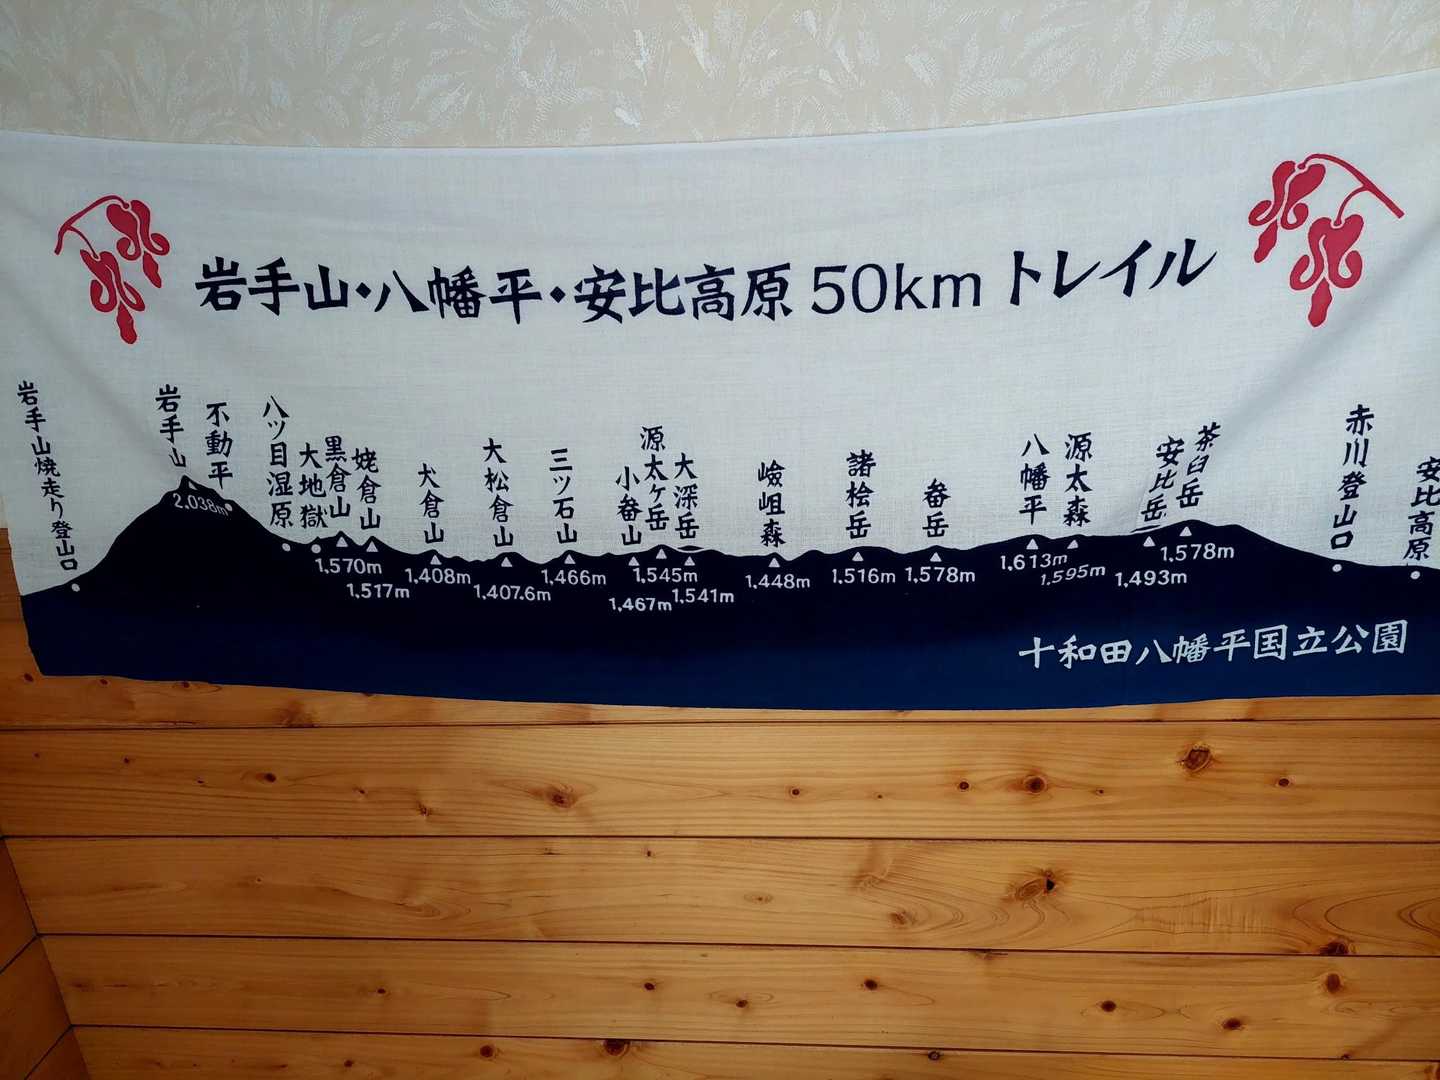 岩手山・八幡平・安比高原 50km トレイル
岩手山焼走り登山口
岩手山
2,038m
不動平
八ツ目湿原
大地獄
黒倉山
1,570m
姥倉山
1,517m
犬倉山
1,408m
大松倉山
1,407.6m
三ツ石山
1,466m
小畚山
1,467m
源太ヶ岳
1,545m
大深岳
1,541m
嶮岨森
1,448m
諸桧岳
1,516m
畚岳
1,578m
八幡平
1,613m
源太森
1,595m
安比岳
1,493m
茶臼岳
1,578m
赤川登山口
安比高原
十和田八幡平国立公園